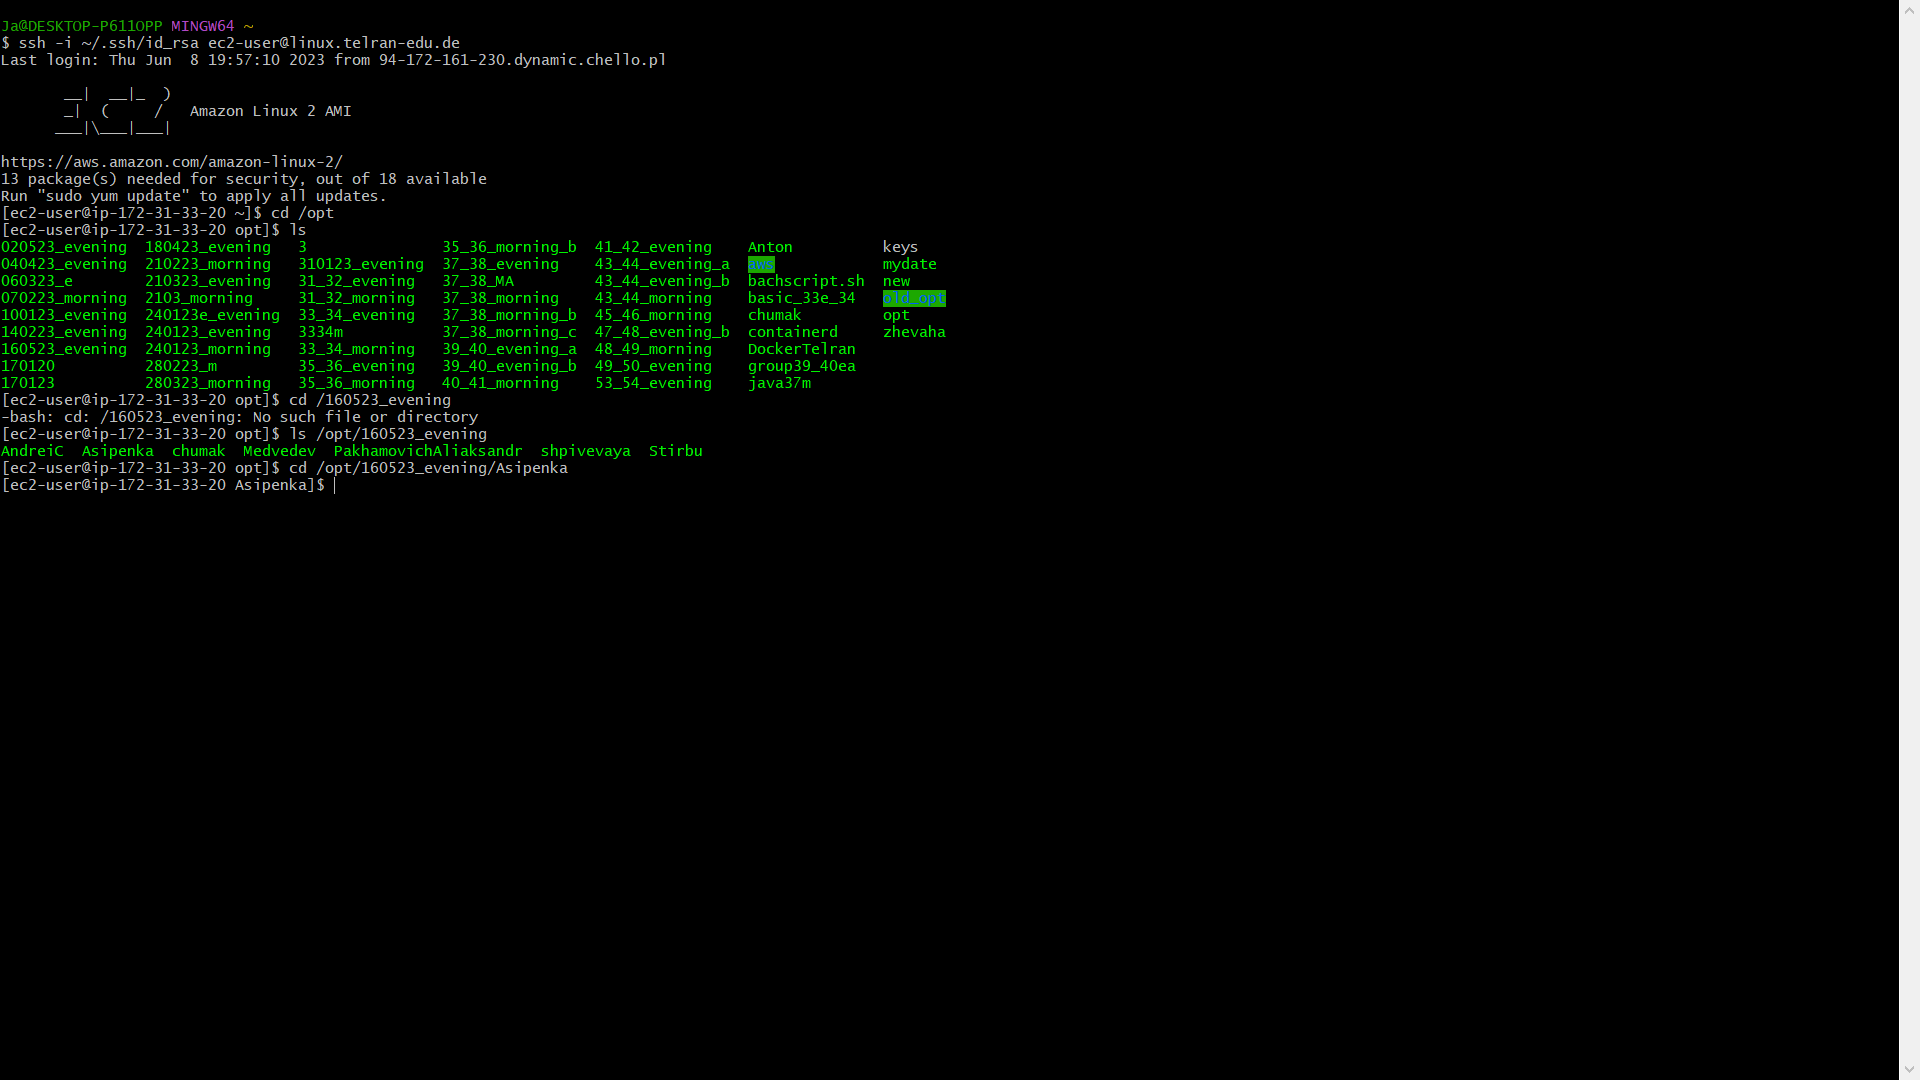 Ja@DESKTOP-P611OPP MINGW64 ~
$ ssh -i ~/.ssh/id_rsa ec2-user@linux.telran-edu.de
Last login: Thu Jun  8 19:57:10 2023 from 94-172-161-230.dynamic.chello.pl

       __|  __|_  )
       _|  (     /   Amazon Linux 2 AMI
      ___|\___|___|

https://aws.amazon.com/amazon-linux-2/
13 package(s) needed for security, out of 18 available
Run "sudo yum update" to apply all updates.
[ec2-user@ip-172-31-33-20 ~]$ cd /opt
[ec2-user@ip-172-31-33-20 opt]$ ls
020523_evening  180423_evening   3                35_36_morning_b  41_42_evening    Anton          keys
040423_evening  210223_morning   310123_evening  37_38_evening    43_44_evening_a  aws            mydate
060323_e        210323_evening   31_32_evening   37_38_MA         43_44_evening_b  bachscript.sh  new
070223_morning  2103_morning     31_32_morning   37_38_morning    43_44_morning    basic_33e_34   old_opt
100123_evening  240123e_evening  33_34_evening   37_38_morning_b  45_46_morning    chumak         opt
140223_evening  240123_evening   3334m           37_38_morning_c  47_48_evening_b  containerd     zhevaha
160523_evening  240123_morning   33_34_morning   39_40_evening_a  48_49_morning    DockerTelran
170120          280223_m         35_36_evening   39_40_evening_b  49_50_evening    group39_40ea
170123          280323_morning   35_36_morning   40_41_morning    53_54_evening    java37m
[ec2-user@ip-172-31-33-20 opt]$ cd /160523_evening
-bash: cd: /160523_evening: No such file or directory
[ec2-user@ip-172-31-33-20 opt]$ ls /opt/160523_evening
AndreiC  Asipenka  chumak  Medvedev  PakhamovichAliaksandr  shpivevaya  Stirbu
[ec2-user@ip-172-31-33-20 opt]$ cd /opt/160523_evening/Asipenka
[ec2-user@ip-172-31-33-20 Asipenka]$